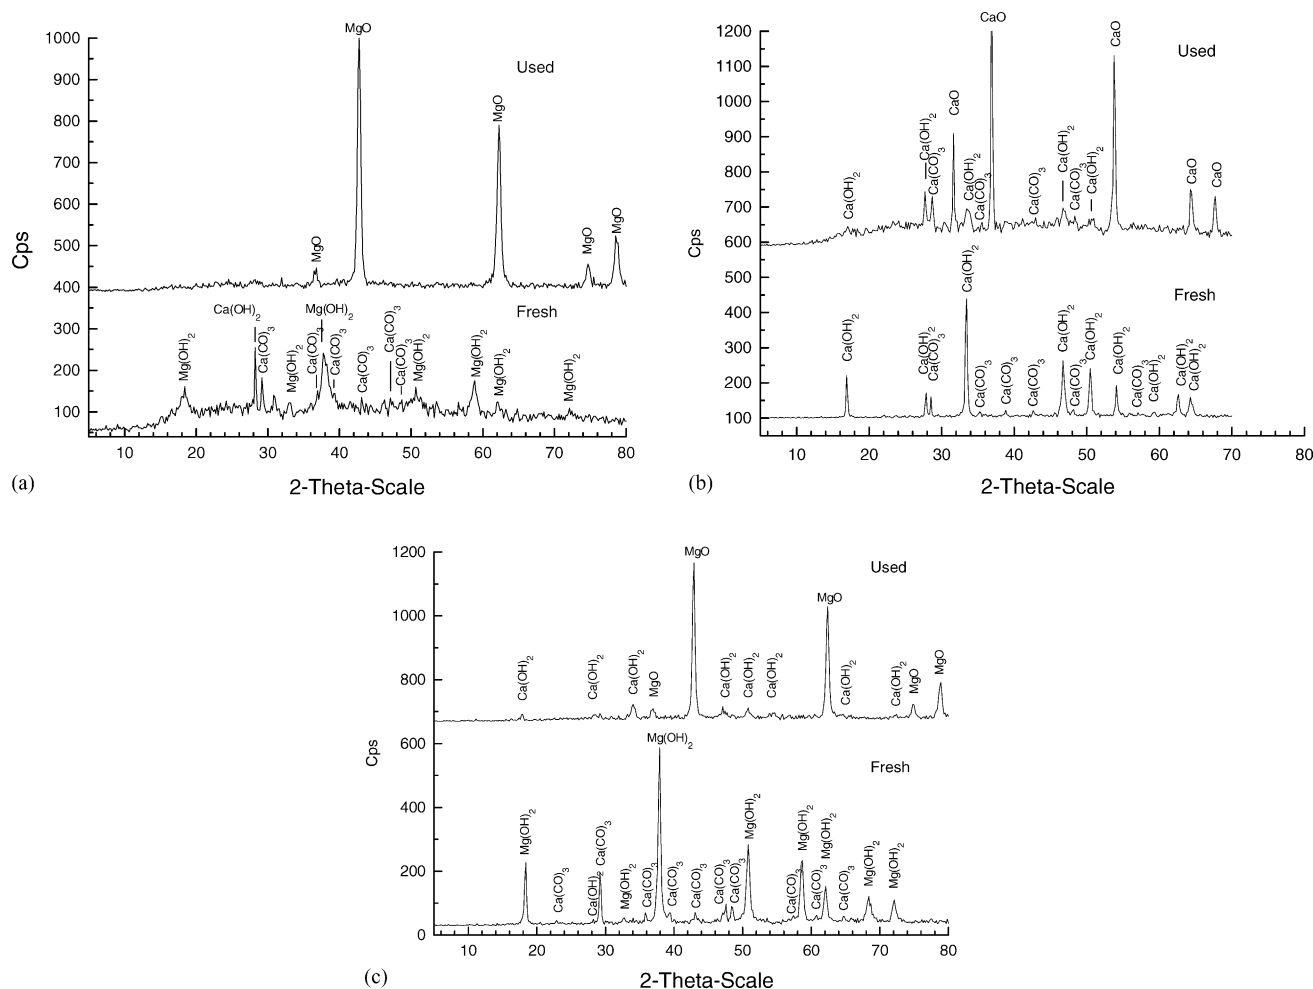 MgO
1000
Used
900
MgO
800
700
600
MgO
500
MgO
MgO
400
Cps
Fresh
Ca(OH)2
Mg(OH)2
300
Mg(OH)2
Ca(CO)3
Mg(OH)2
Ca(CO)3
Ca(CO)3
Ca(CO)3
Ca(CO)3
Ca(CO)3
Mg(OH)2
Mg(OH)2
Mg(OH)2
Mg(OH)2
200
100
10 20 30 40 50 60 70 80
(a)
2-Theta-Scale
CaO
1200
Used
CaO
1100
1000
CaO
900
Ca(OH)2
Ca(OH)2
Ca(CO)3
Ca(OH)2
Ca(CO)3
Ca(CO)3
Ca(OH)2
Ca(CO)3
Ca(OH)2
CaO
CaO
800
700
600
Cps
500
Fresh
Ca(OH)2
400
Ca(OH)2
Ca(OH)2
Ca(CO)3
Ca(CO)3
Ca(CO)3
Ca(CO)3
Ca(OH)2
Ca(CO)3
Ca(OH)2
Ca(OH)2
Ca(CO)3
Ca(OH)2
Ca(OH)2
Ca(OH)2
300
200
100
10 20 30 40 50 60 70 80
(b)
2-Theta-Scale
1200
MgO
Used
1000
MgO
Ca(OH)2
Ca(OH)2
Ca(OH)2
MgO
Ca(OH)2
Ca(OH)2
Ca(OH)2
Ca(OH)2
Ca(OH)2
MgO
MgO
800
600
Cps
Mg(OH)2
Fresh
400
Mg(OH)2
Ca(CO)3
Ca(OH)2
Ca(CO)3
Mg(OH)2
Ca(CO)3
Ca(CO)3
Ca(CO)3
Ca(CO)3
Ca(CO)3
Mg(OH)2
Ca(CO)3
Mg(OH)2
Ca(CO)3
Mg(OH)2
Ca(CO)3
Mg(OH)2
Mg(OH)2
200
0
10 20 30 40 50 60 70 80
(c)
2-Theta-Scale